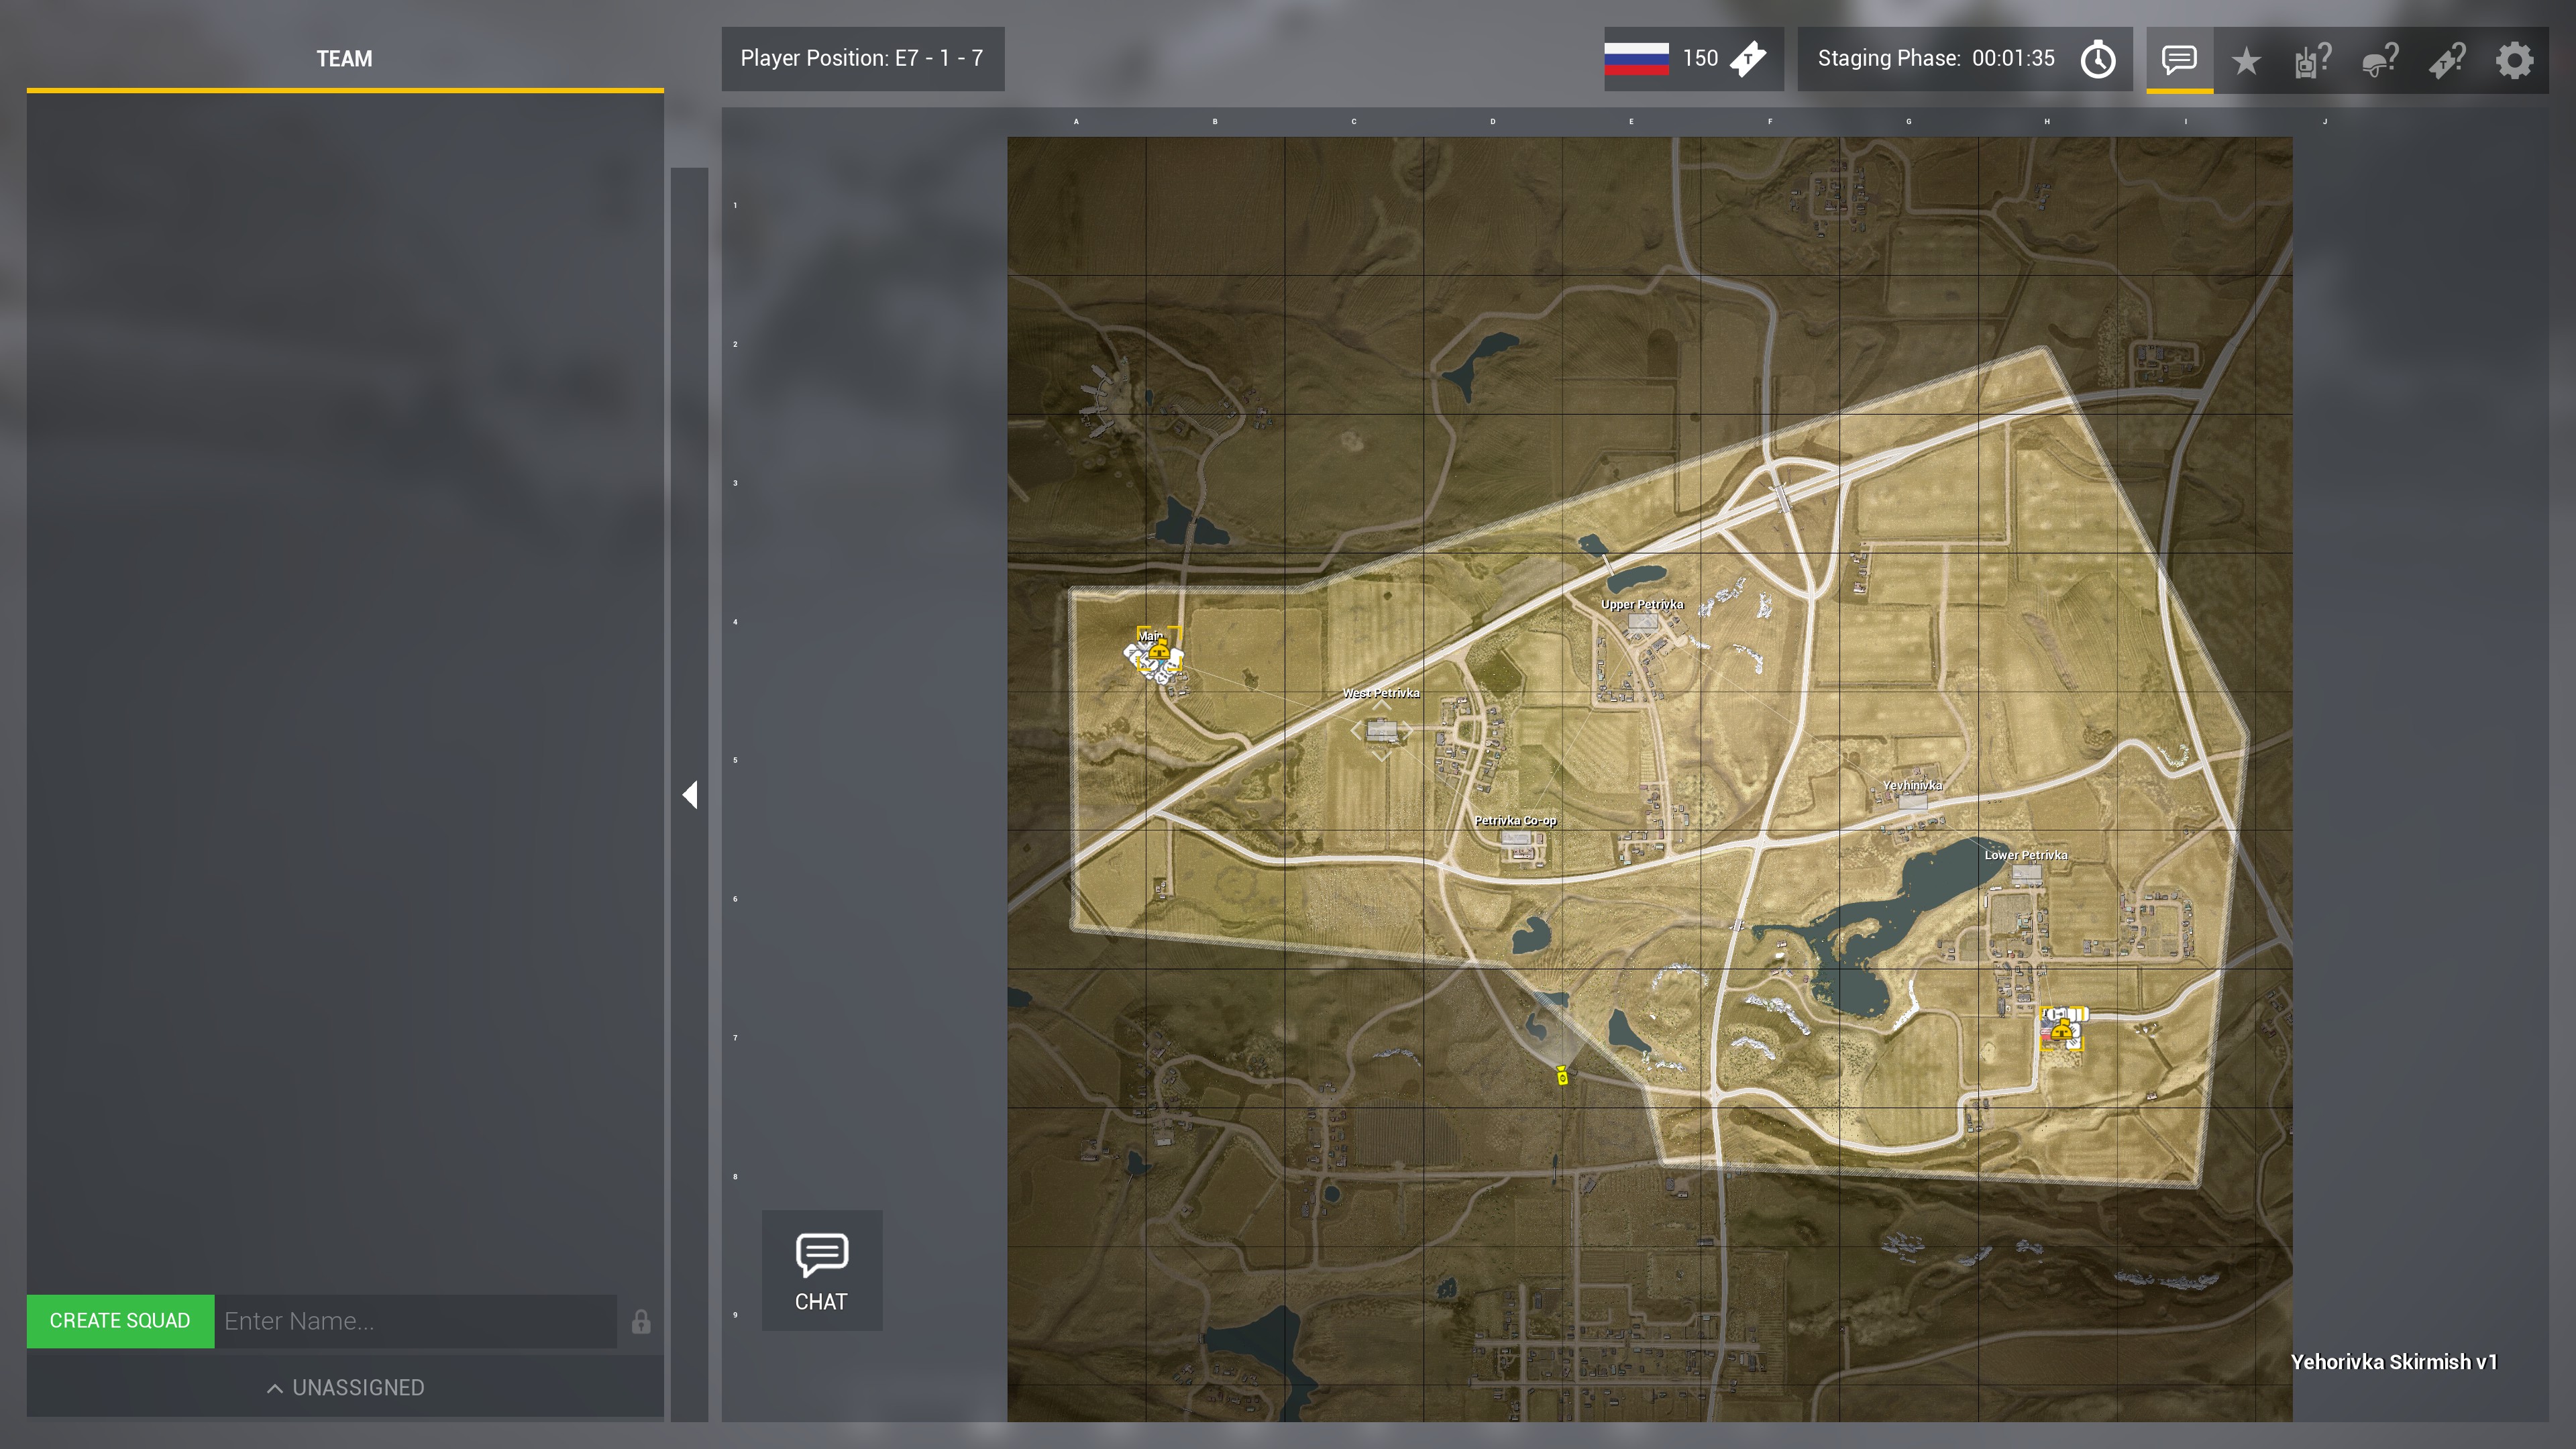 TEAM
Player Position: E7 - 1 - 7
150
T
Staging Phase: 00:01:35
? ? T ?
A B C D E F G H I J
1
2
3
4
5
6
7
8
9
Upper Petrivka
Main
West Petrivka
Yevhinivka
Petrivka Co-op
Lower Petrivka
CHAT
CREATE SQUAD Enter Name...
UNASSIGNED
Yehorivka Skirmish v1